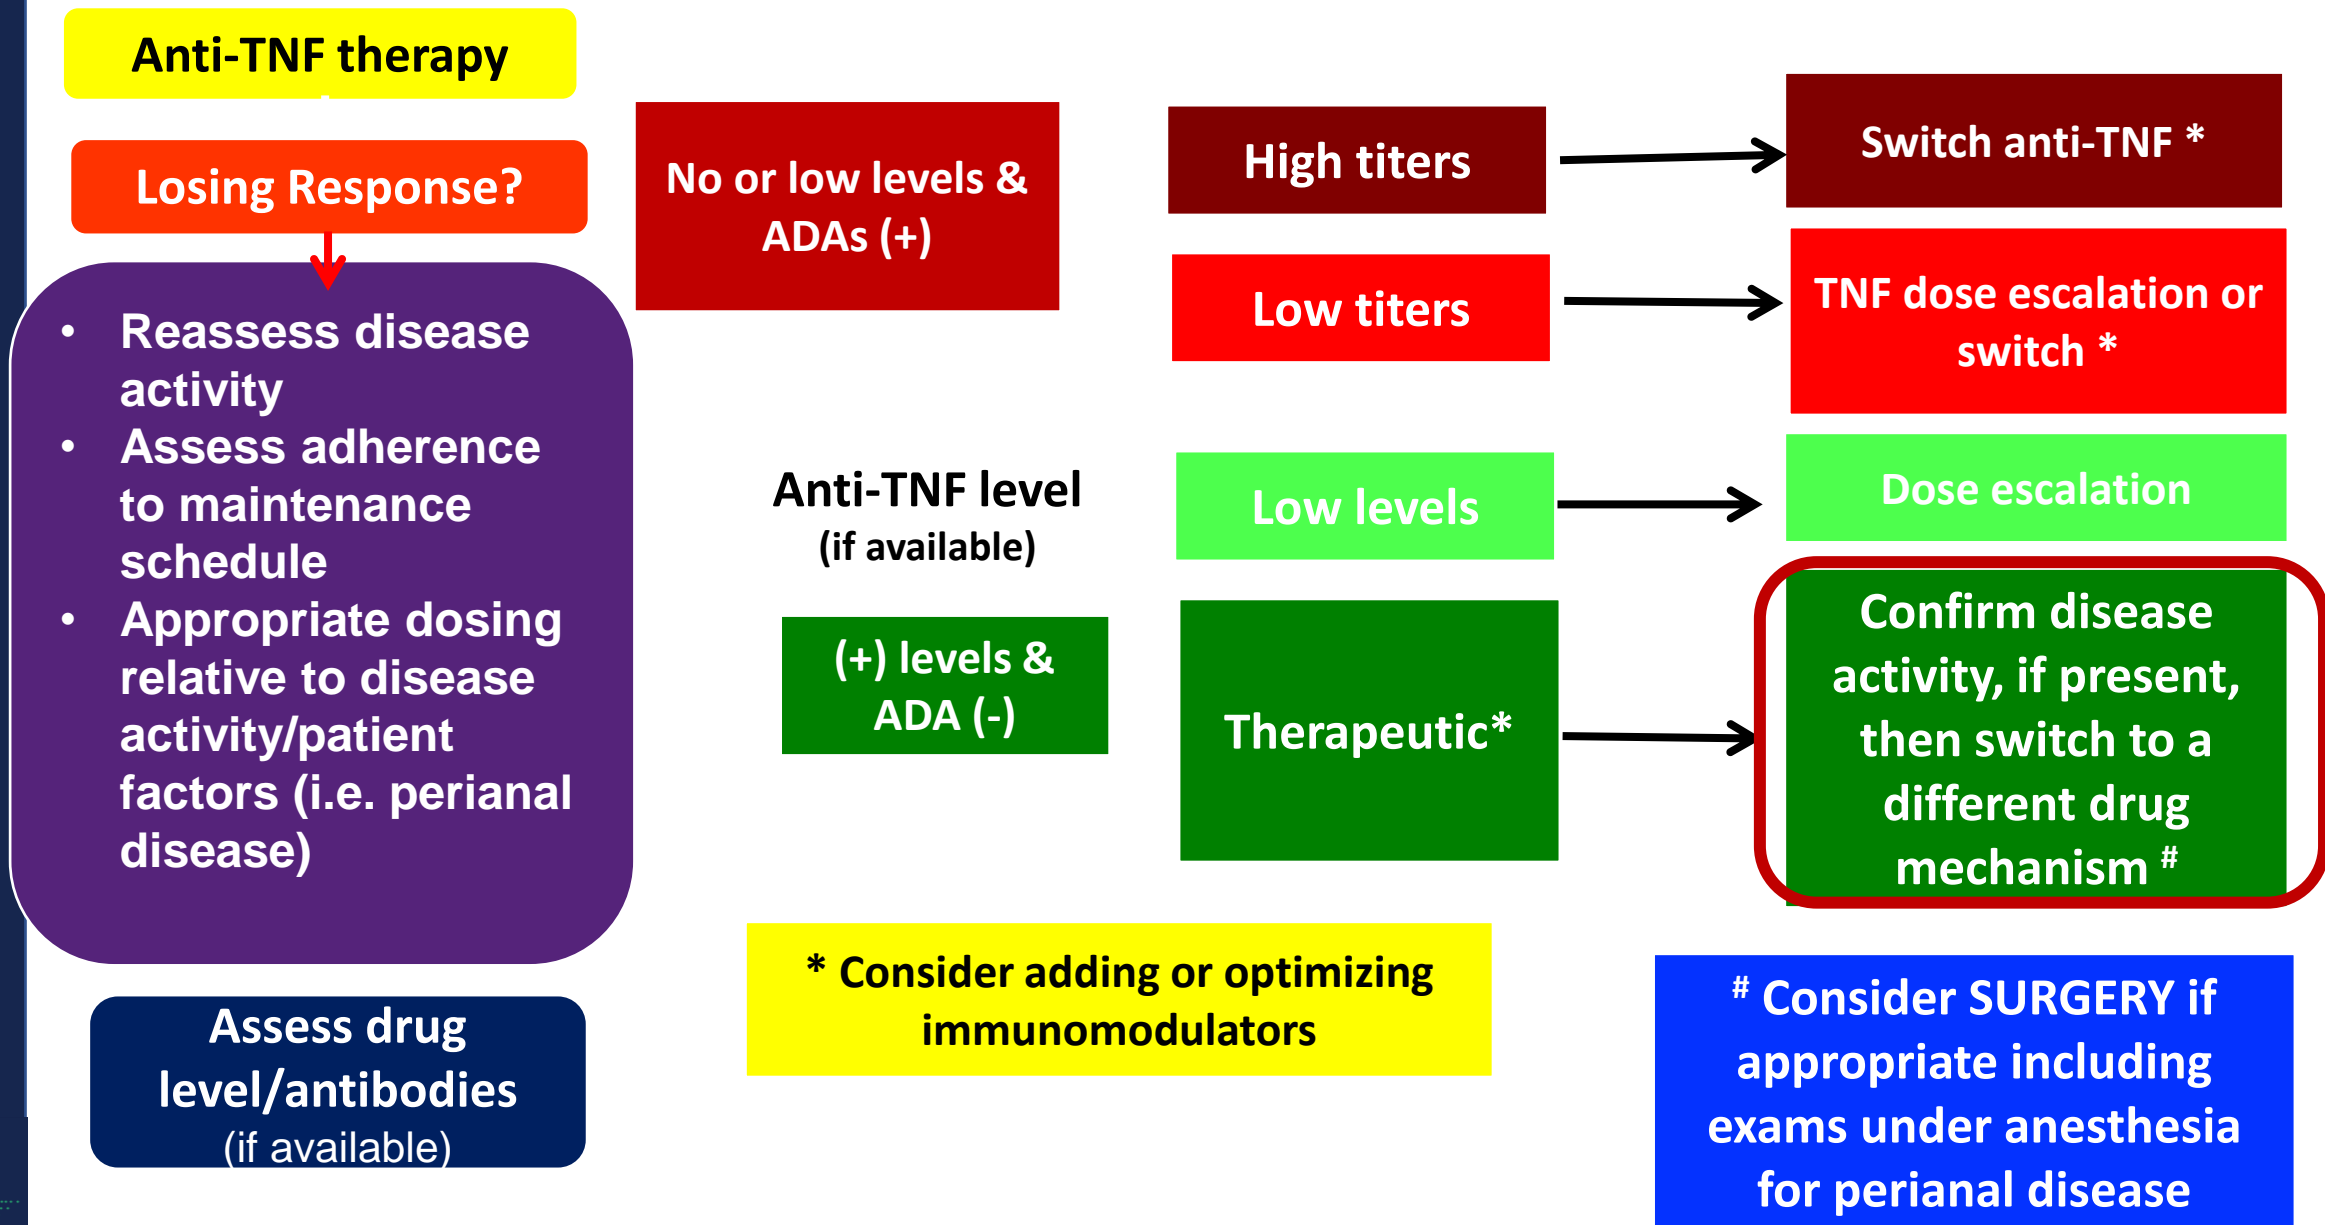 Anti-TNF therapy
Losing Response?
• Reassess disease
activity
• Assess adherence
to maintenance
schedule
• Appropriate dosing
relative to disease
activity/patient
factors (i.e. perianal
disease)
Assess drug
level/antibodies
(if available)
No or low levels &
ADAs (+)
High titers
Switch anti-TNF *
Low titers
TNF dose escalation or
switch *
Anti-TNF level
(if available)
Low levels
Dose escalation
(+) levels &
ADA (-)
Therapeutic*
Confirm disease
activity, if present,
then switch to a
different drug
mechanism #
* Consider adding or optimizing
immunomodulators
# Consider SURGERY if
appropriate including
exams under anesthesia
for perianal disease